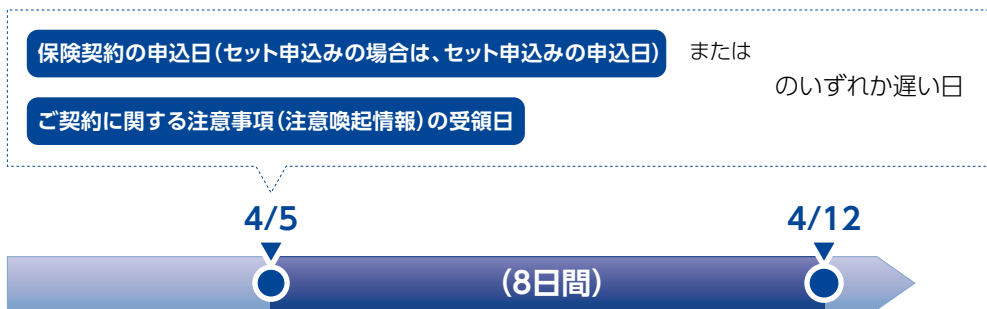 保険契約の申込日(セット申込みの場合は、セット申込みの申込日) または
のいずれか遅い日
ご契約に関する注意事項(注意喚起情報)の受領日
4/5 4/12
(8日間)